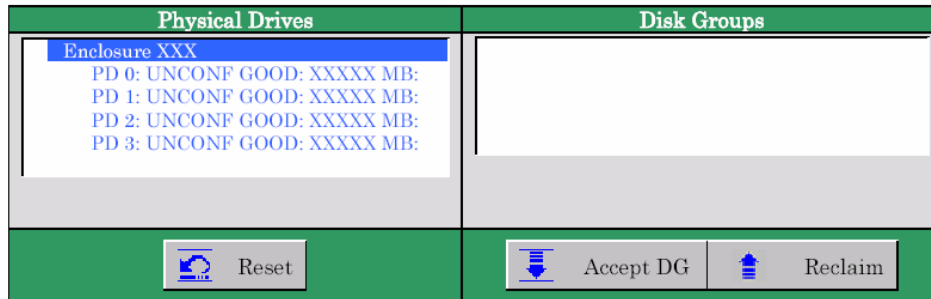 Physical Drives
Disk Groups
Enclosure XXX
PD 0: UNCONF GOOD: XXXXX MB:
PD 1: UNCONF GOOD: XXXXX MB:
PD 2: UNCONF GOOD: XXXXX MB:
PD 3: UNCONF GOOD: XXXXX MB:
Reset
Accept DG
Reclaim